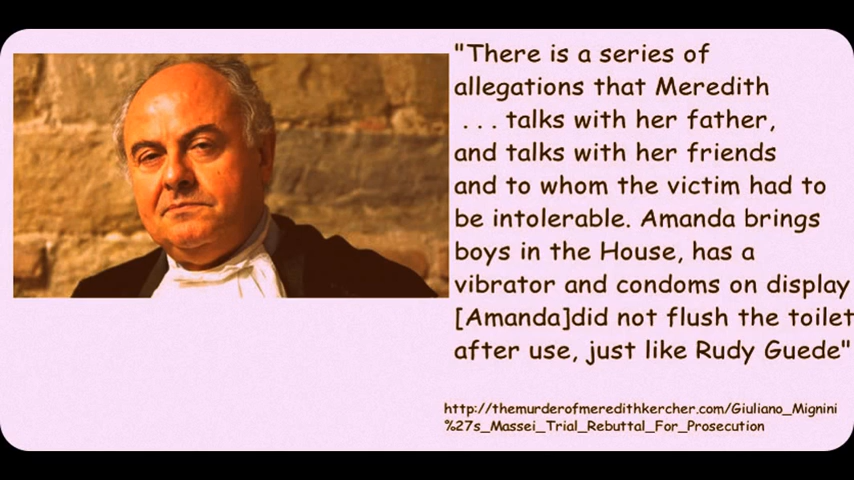 "There is a series of
allegations that Meredith
. . . talks with her father,
and talks with her friends
and to whom the victim had to
be intolerable. Amanda brings
boys in the House, has a
vibrator and condoms on display
[Amanda]did not flush the toilet
after use, just like Rudy Guede"
http://themurderofmeredithkercher.com/Giuliano_Mignini
%27s_Massei_Trial_Rebuttal_For_Prosecution